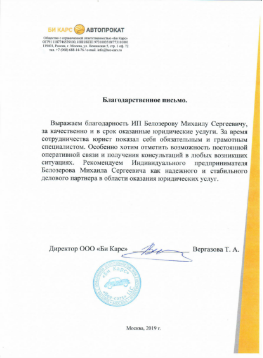 БИ КАРС АВТОПРОКАТ
Благодарственное письмо.
Выражаем благодарность ИП Белозерову Михаилу Сергеевичу,
за качественно и в срок оказанные юридические услуги. За время
сотрудничества юрист показал себя обязательным и грамотным
специалистом. Особенно хотим отметить возможность постоянной
оперативной связи и получения консультаций в любых возникших
ситуациях. Рекомендуем Индивидуального предпринимателя
Белозерова Михаила Сергеевича как надежного и стабильного
делового партнера в области оказания юридических услуг.
Директор ООО «Би Карс» Вергазова Т. А.
Москва, 2019 г.